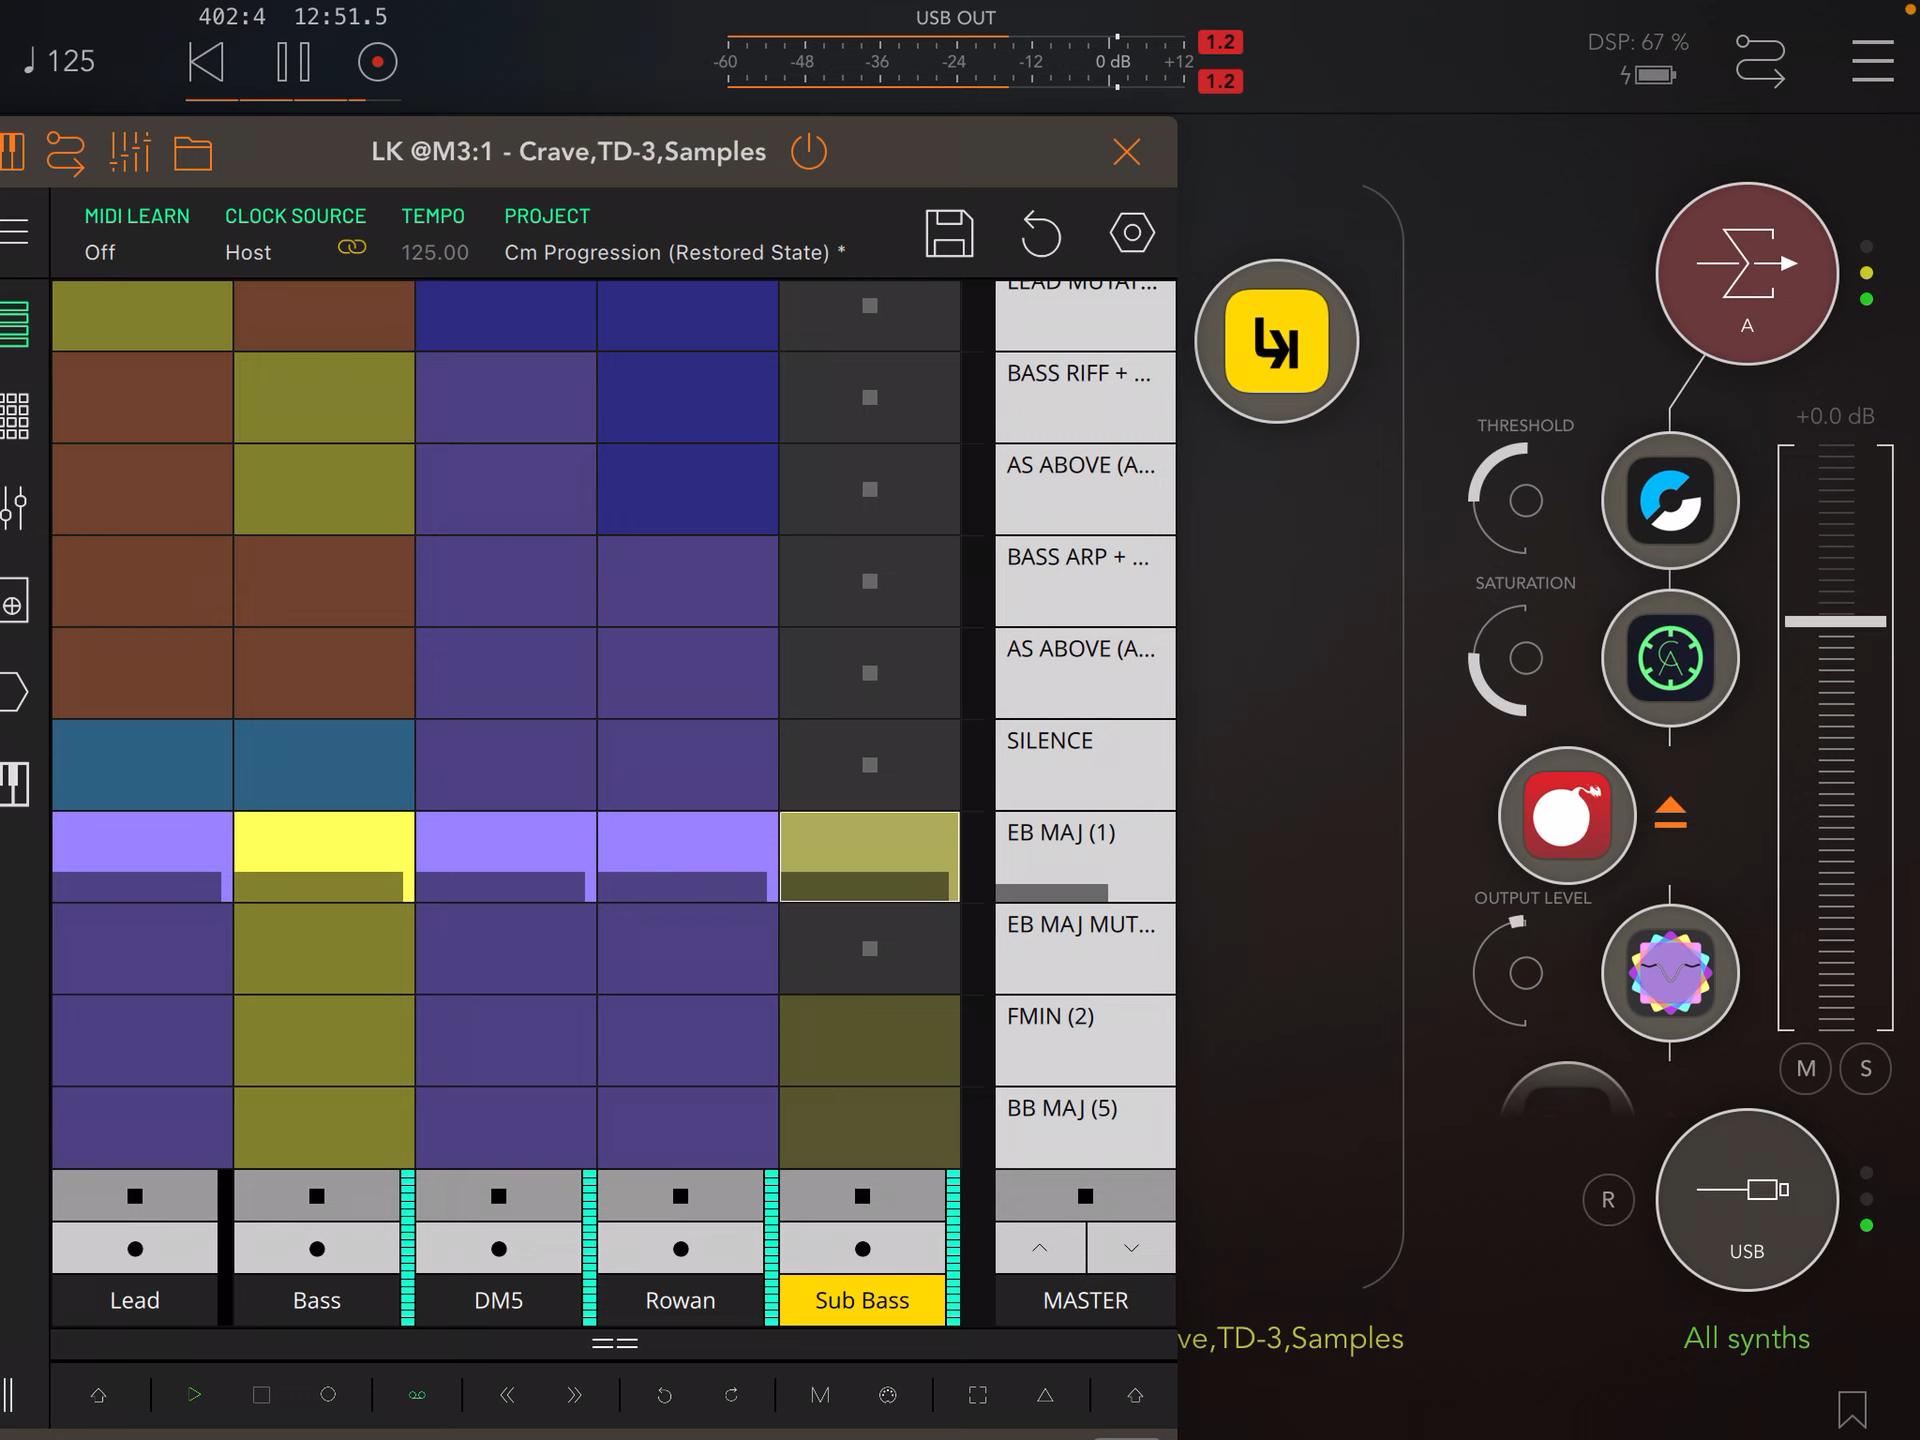 402:4 12:51.5
125
USB OUT
-60 -48 -36 -24 -12 0 dB +12
1.2
1.2
DSP: 67 %
LK @M3:1 - Crave,TD-3,Samples
MIDI LEARN CLOCK SOURCE TEMPO PROJECT
Off Host 125.00 Cm Progression (Restored State) *
LEAD MUTAT...
BASS RIFF + ...
AS ABOVE (A...
BASS ARP + ...
AS ABOVE (A...
SILENCE
EB MAJ (1)
EB MAJ MUT...
FMIN (2)
BB MAJ (5)
Lead Bass DM5 Rowan Sub Bass MASTER
M
LK
A
+0.0 dB
THRESHOLD
SATURATION
CA
OUTPUT LEVEL
M S
R
USB
ve,TD-3,Samples
All synths